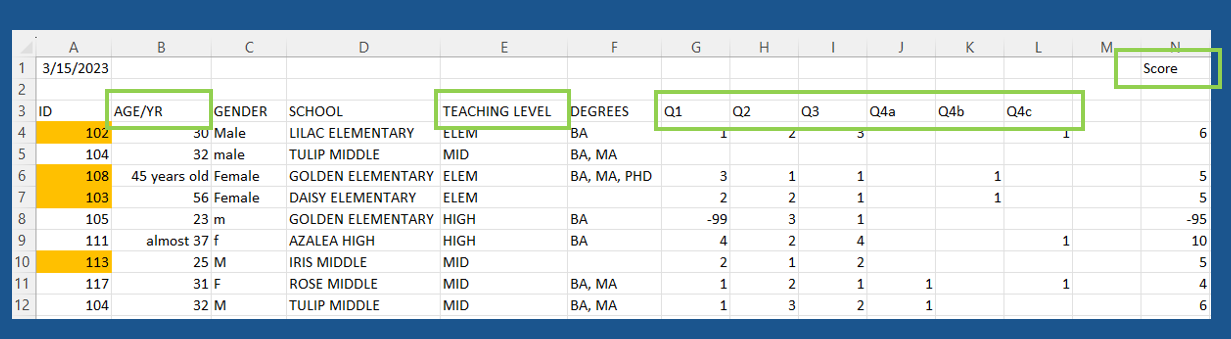 A B C D E F G H I J K L M N
1 3/15/2023 Score
2
3 ID AGE/YR GENDER SCHOOL TEACHING LEVEL DEGREES Q1 Q2 Q3 Q4a Q4b Q4c
4 102 30 Male LILAC ELEMENTARY ELEM BA 1 2 3 1 6
5 104 32 male TULIP MIDDLE MID BA, MA
6 108 45 years old Female GOLDEN ELEMENTARY ELEM BA, MA, PHD 3 1 1 1 5
7 103 56 Female DAISY ELEMENTARY ELEM 2 2 1 1 5
8 105 23 m GOLDEN ELEMENTARY HIGH BA -99 3 1 -95
9 111 almost 37 f AZALEA HIGH HIGH BA 4 2 4 1 10
10 113 25 M IRIS MIDDLE MID 2 1 2 5
11 117 31 F ROSE MIDDLE MID BA, MA 1 2 1 1 1 4
12 104 32 M TULIP MIDDLE MID BA, MA 1 3 2 1 6